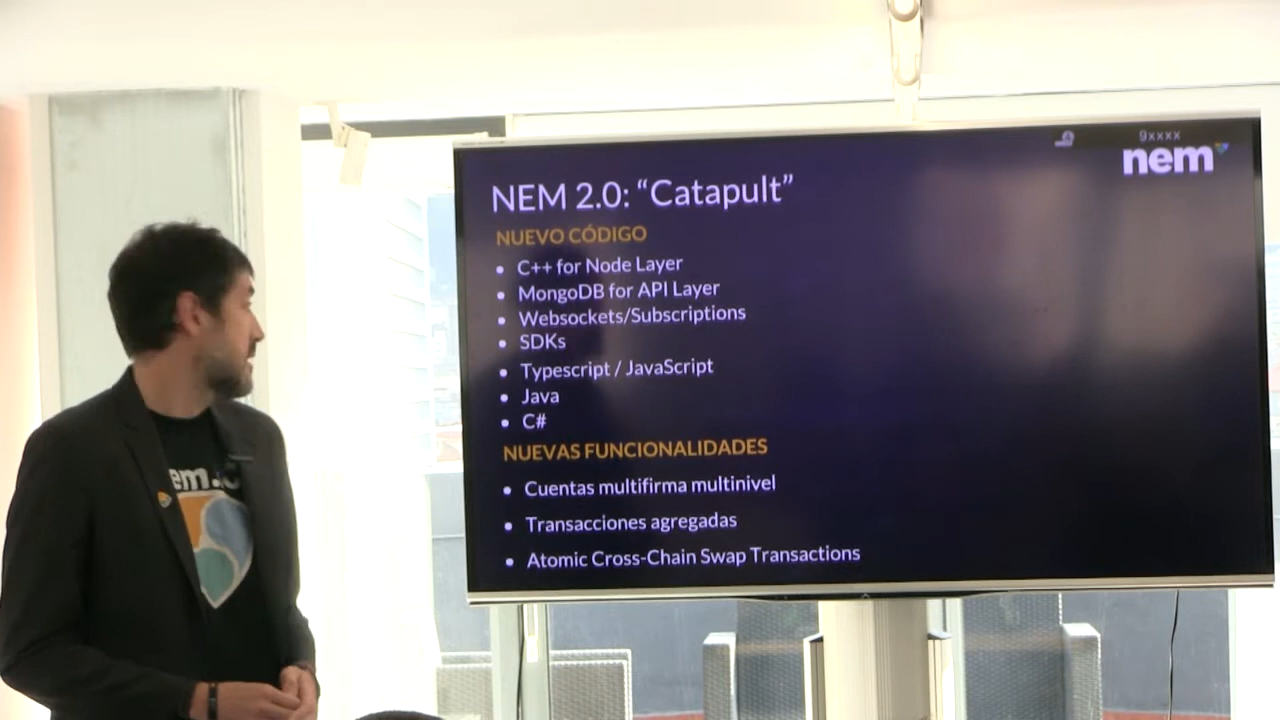 9xxxx
nem
NEM 2.0: “Catapult”
NUEVO CÓDIGO
• C++ for Node Layer
• MongoDB for API Layer
• Websockets/Subscriptions
• SDKs
• Typescript / JavaScript
• Java
• C#
NUEVAS FUNCIONALIDADES
• Cuentas multifirma multinivel
• Transacciones agregadas
• Atomic Cross-Chain Swap Transactions